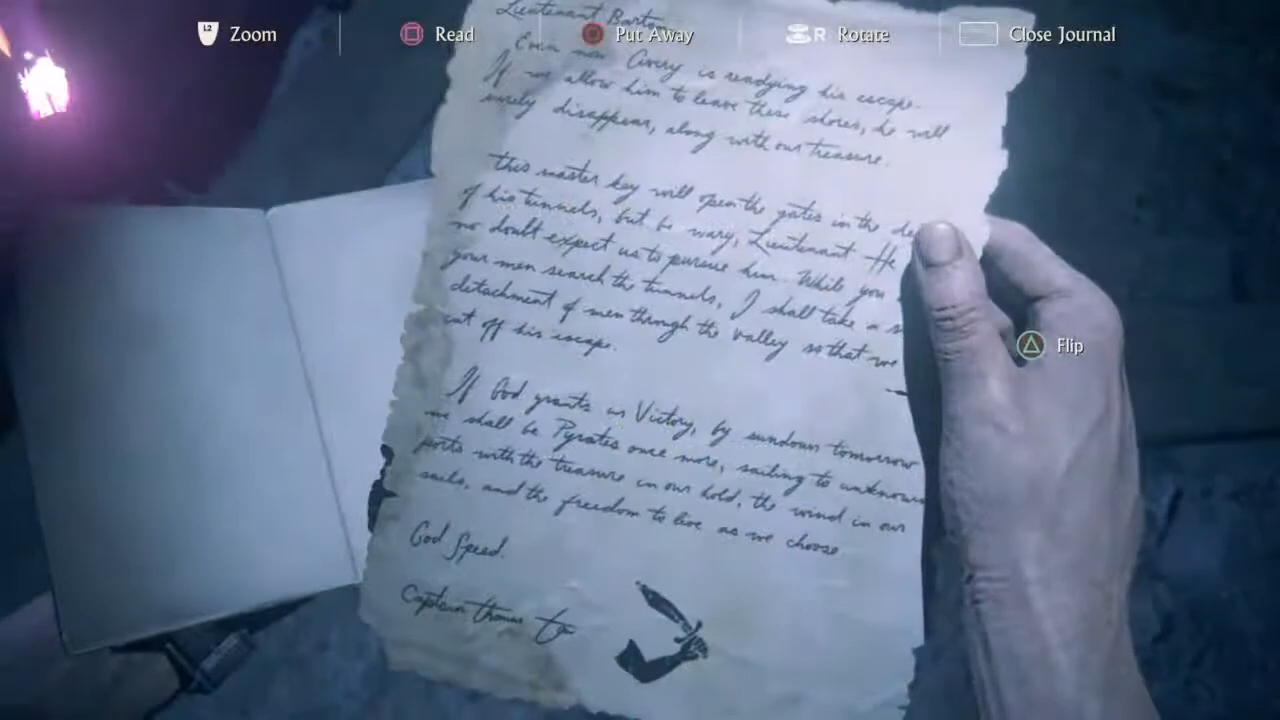 L2 Zoom
Read
Put Away
R Rotate
Close Journal
Lieutenant Barton
Even now Avery is readying his escape.
If we allow him to leave these shores, he will
surely disappear, along with our treasure.
This master key will open the gates in the
of his tunnels, but be wary, Lieutenant. He
no doubt expect us to pursue him. While you
your men search the tunnels, I shall take a
detachment of men through the valley so that we
cut off his escape.
Flip
If God grants us Victory, by sundown tomorrow
we shall be Pyrates once more, sailing to unknown
ports with the treasure in our hold, the wind in our
sails, and the freedom to live as we choose
God Speed.
Captain Thomas Tew